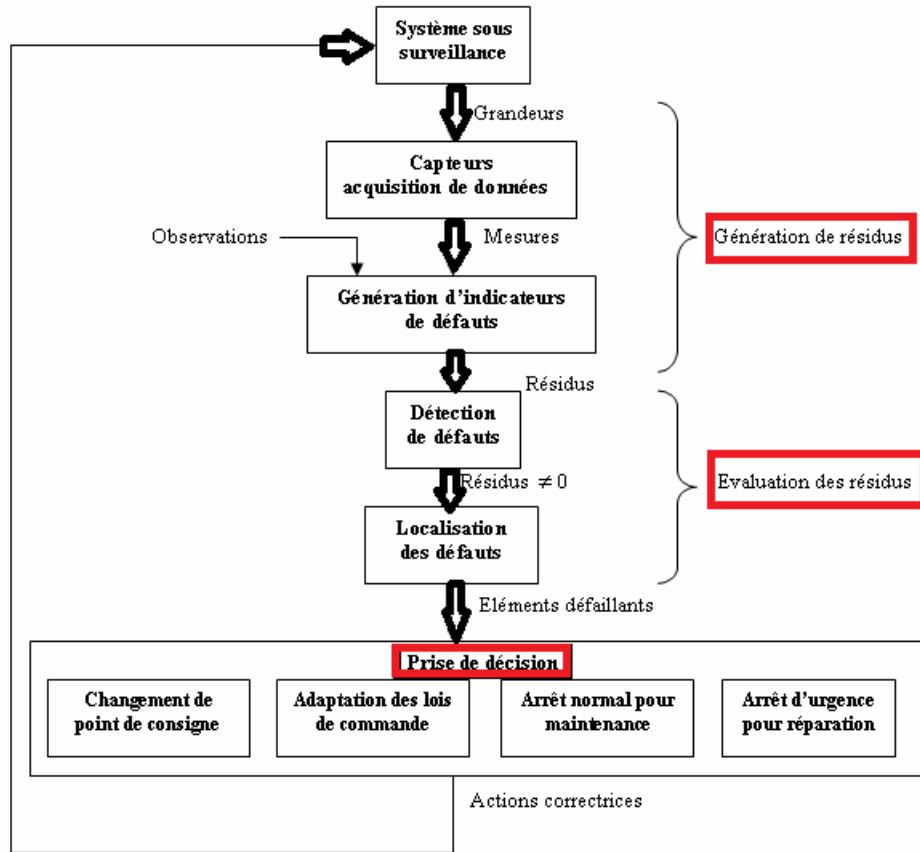 Système sous
surveillance
Grandeurs
Capteurs
acquisition de données
Observations
Mesures
Génération de résidus
Génération d'indicateurs
de défauts
Résidus
Détection
de défauts
Résidus ≠ 0
Evaluation des résidus
Localisation
des défauts
Eléments défaillants
Prise de décision
Changement de
point de consigne
Adaptation des lois
de commande
Arrêt normal pour
maintenance
Arrêt d'urgence
pour réparation
Actions correctrices